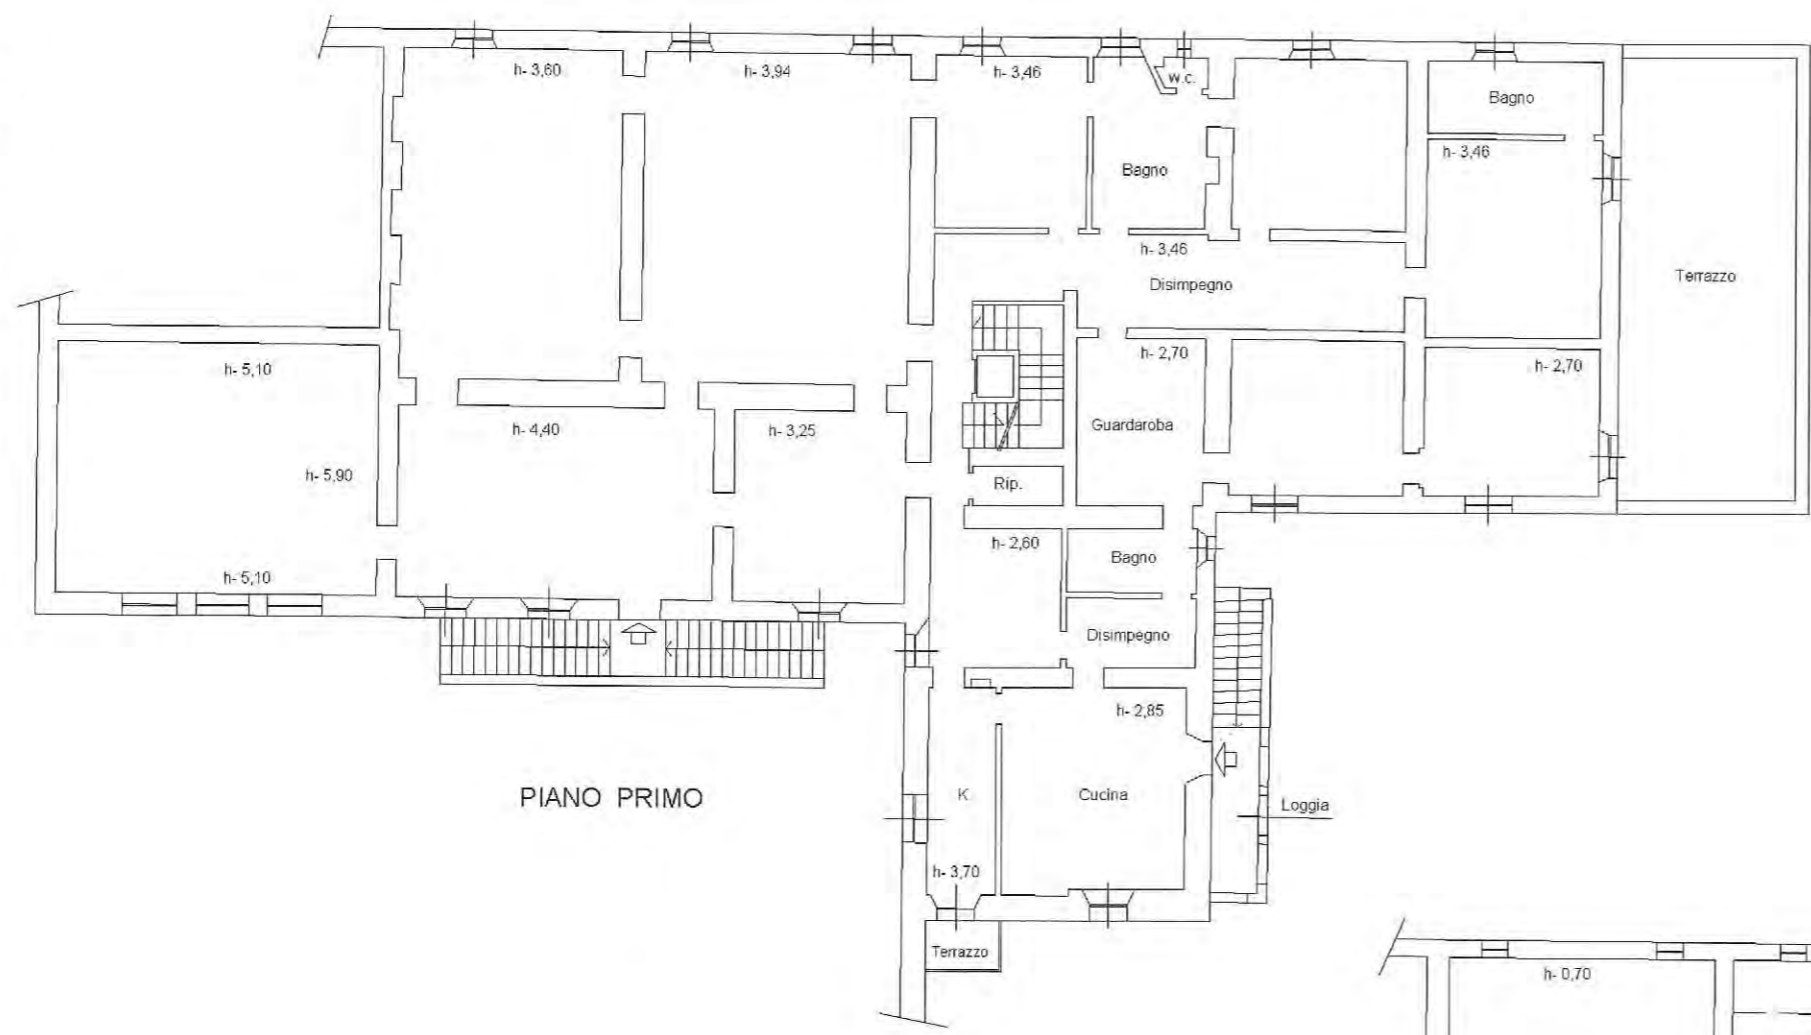 h- 3,60
h- 3,94
h- 3,46
w.c.
Bagno
h- 3,46
Bagno
h- 3,46
Disimpegno
Terrazzo
h- 5,10
h- 2,70
h- 2,70
h- 4,40
h- 3,25
Guardaroba
h- 5,90
Rip.
h- 2,60
Bagno
h- 5,10
Disimpegno
h- 2,85
PIANO PRIMO
K.
Cucina
Loggia
h- 3,70
Terrazzo
h- 0,70